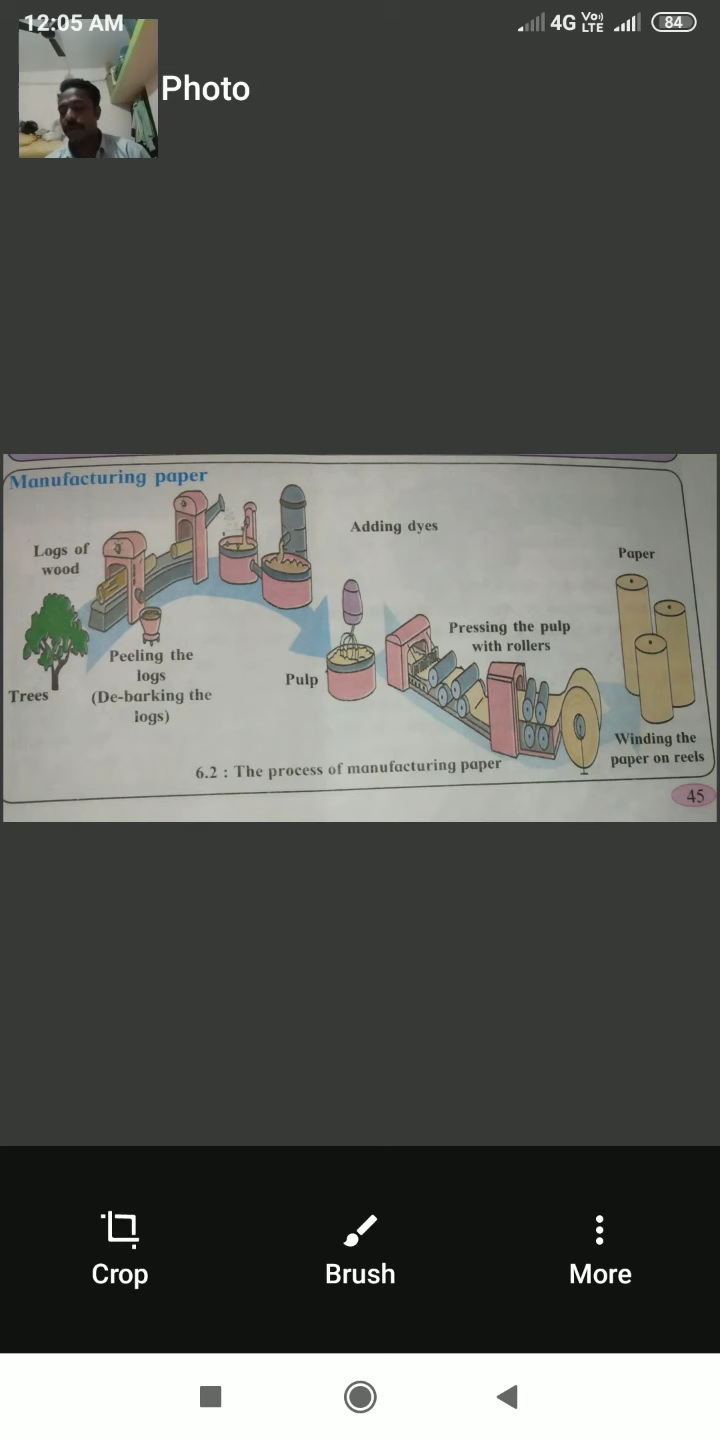 12:05 AM 4G Vo)) LTE 84
Photo
Manufacturing paper
Logs of
wood
Adding dyes
Paper
Peeling the
logs
(De-barking the
logs)
Trees
Pulp
Pressing the pulp
with rollers
Winding the
paper on reels
6.2 : The process of manufacturing paper
45
Crop Brush More